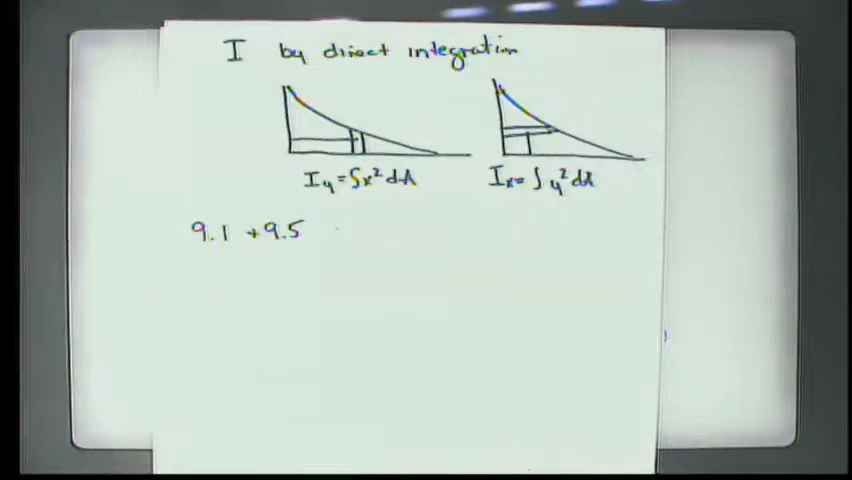 I by direct integration
Iy = ∫x² dA
Ix = ∫y² dA
9.1 + 9.5